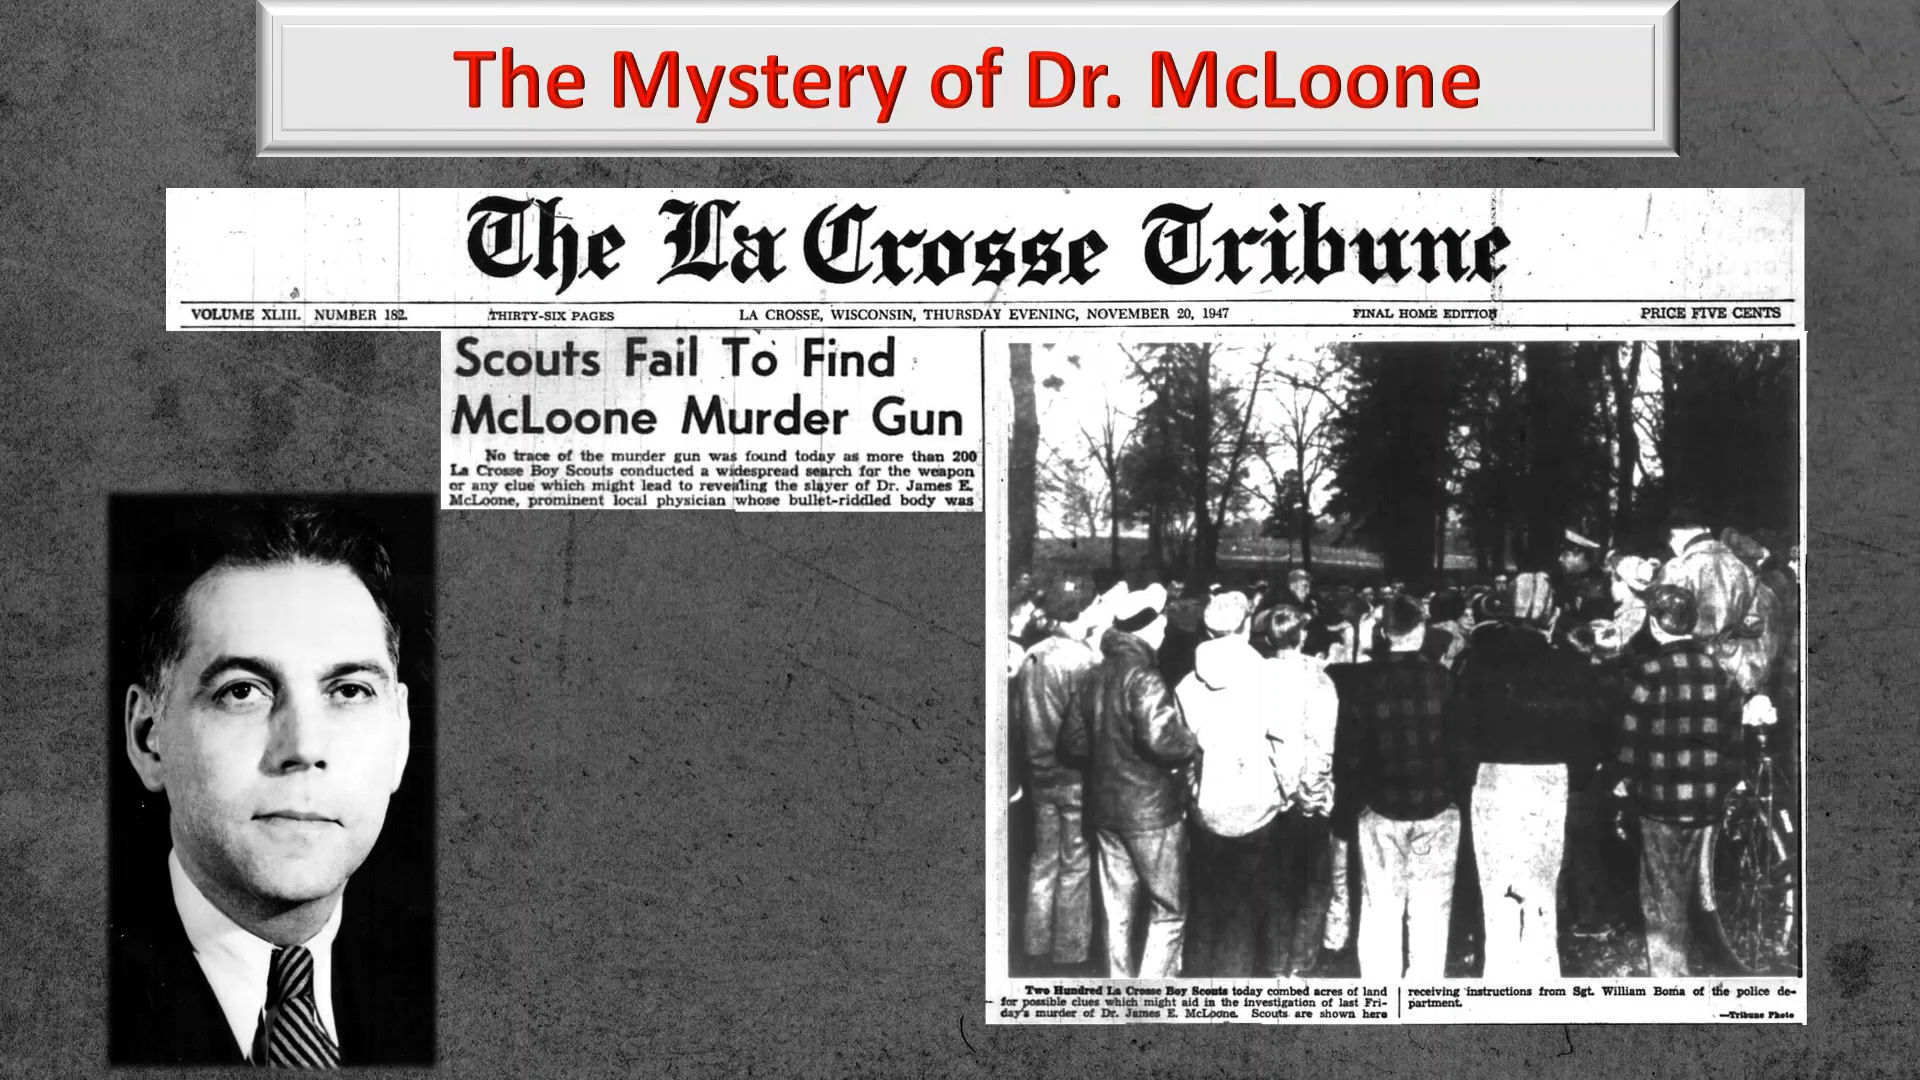 The Mystery of Dr. McLoone
The La Crosse Tribune
VOLUME XLIII. NUMBER 182. THIRTY-SIX PAGES LA CROSSE, WISCONSIN, THURSDAY EVENING, NOVEMBER 20, 1947 FINAL HOME EDITION PRICE FIVE CENTS
Scouts Fail To Find
McLoone Murder Gun
No trace of the murder gun was found today as more than 200
La Crosse Boy Scouts conducted a widespread search for the weapon
or any clue which might lead to revealing the slayer of Dr. James E.
McLoone, prominent local physician whose bullet-riddled body was
Two Hundred La Crosse Boy Scouts today combed acres of land
for possible clues which might aid in the investigation of last Fri-
day's murder of Dr. James E. McLoone. Scouts are shown here
receiving instructions from Sgt. William Boma of the police de-
partment.
—Tribune Photo